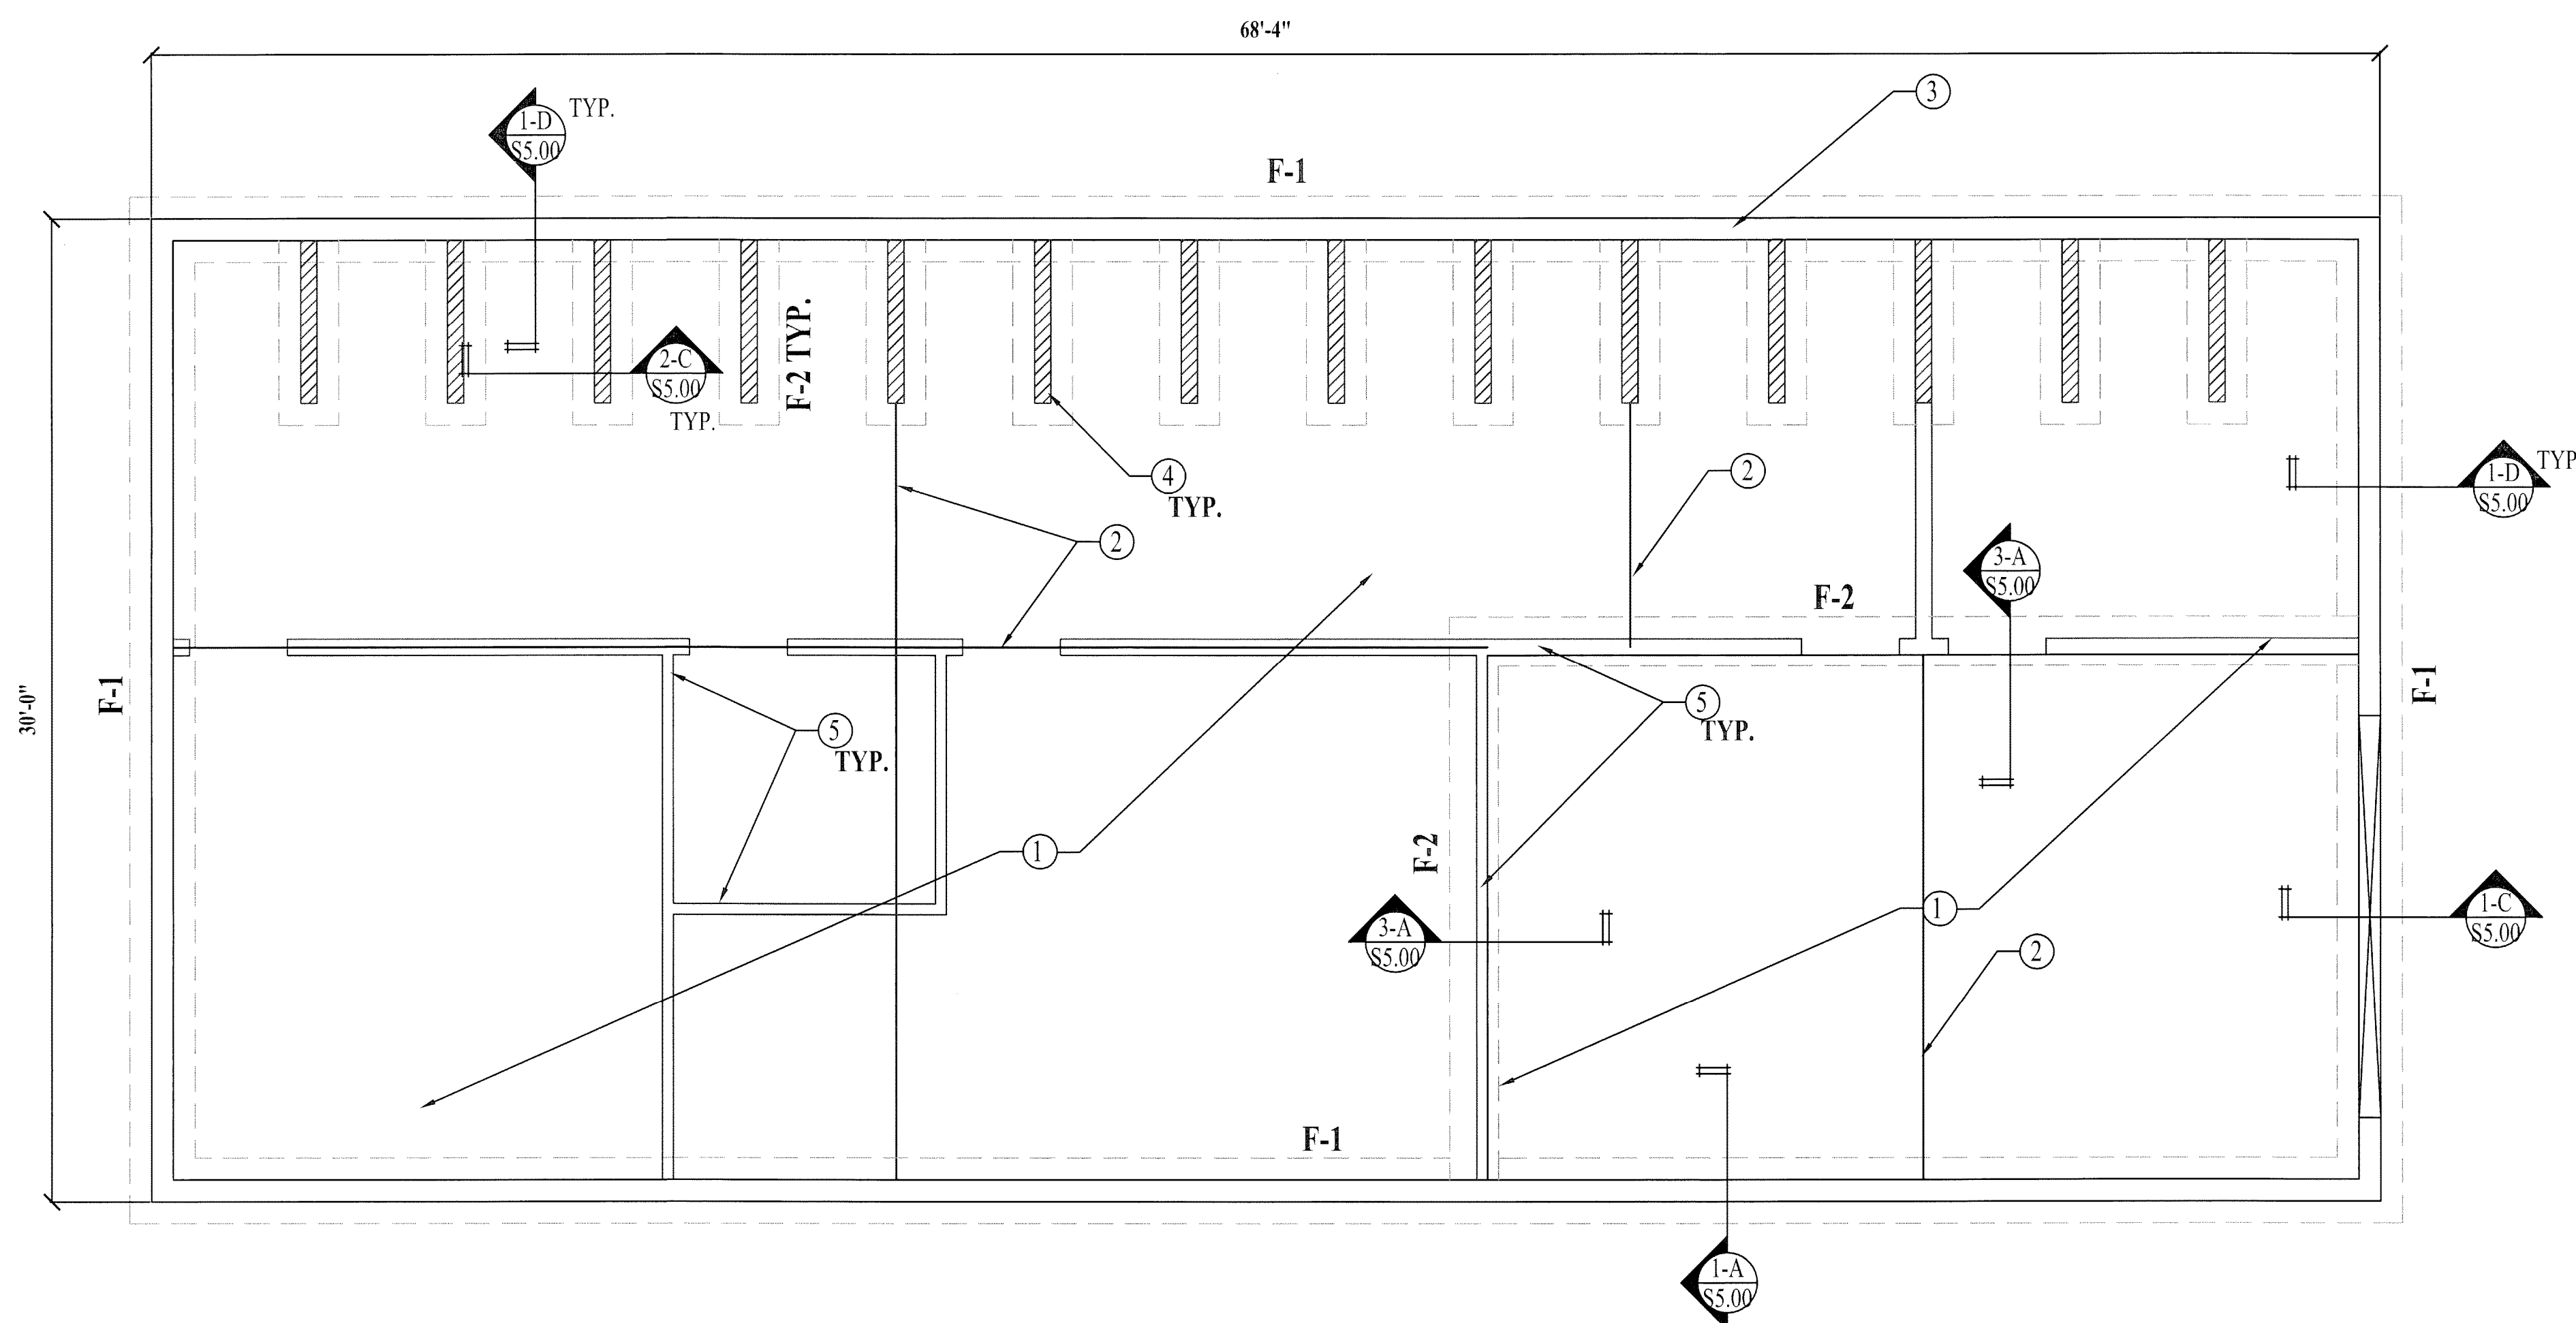 68'-4"
3
1-D
S5.00
TYP.
F-1
F-2 TYP.
2-C
S5.00
TYP.
4
TYP.
2
2
1-D
S5.00
TYP
3-A
S5.00
F-2
F-1
30'-0"
F-1
5
TYP.
5
TYP.
1
F-2
3-A
S5.00
1
2
1-C
S5.00
F-1
1-A
S5.00